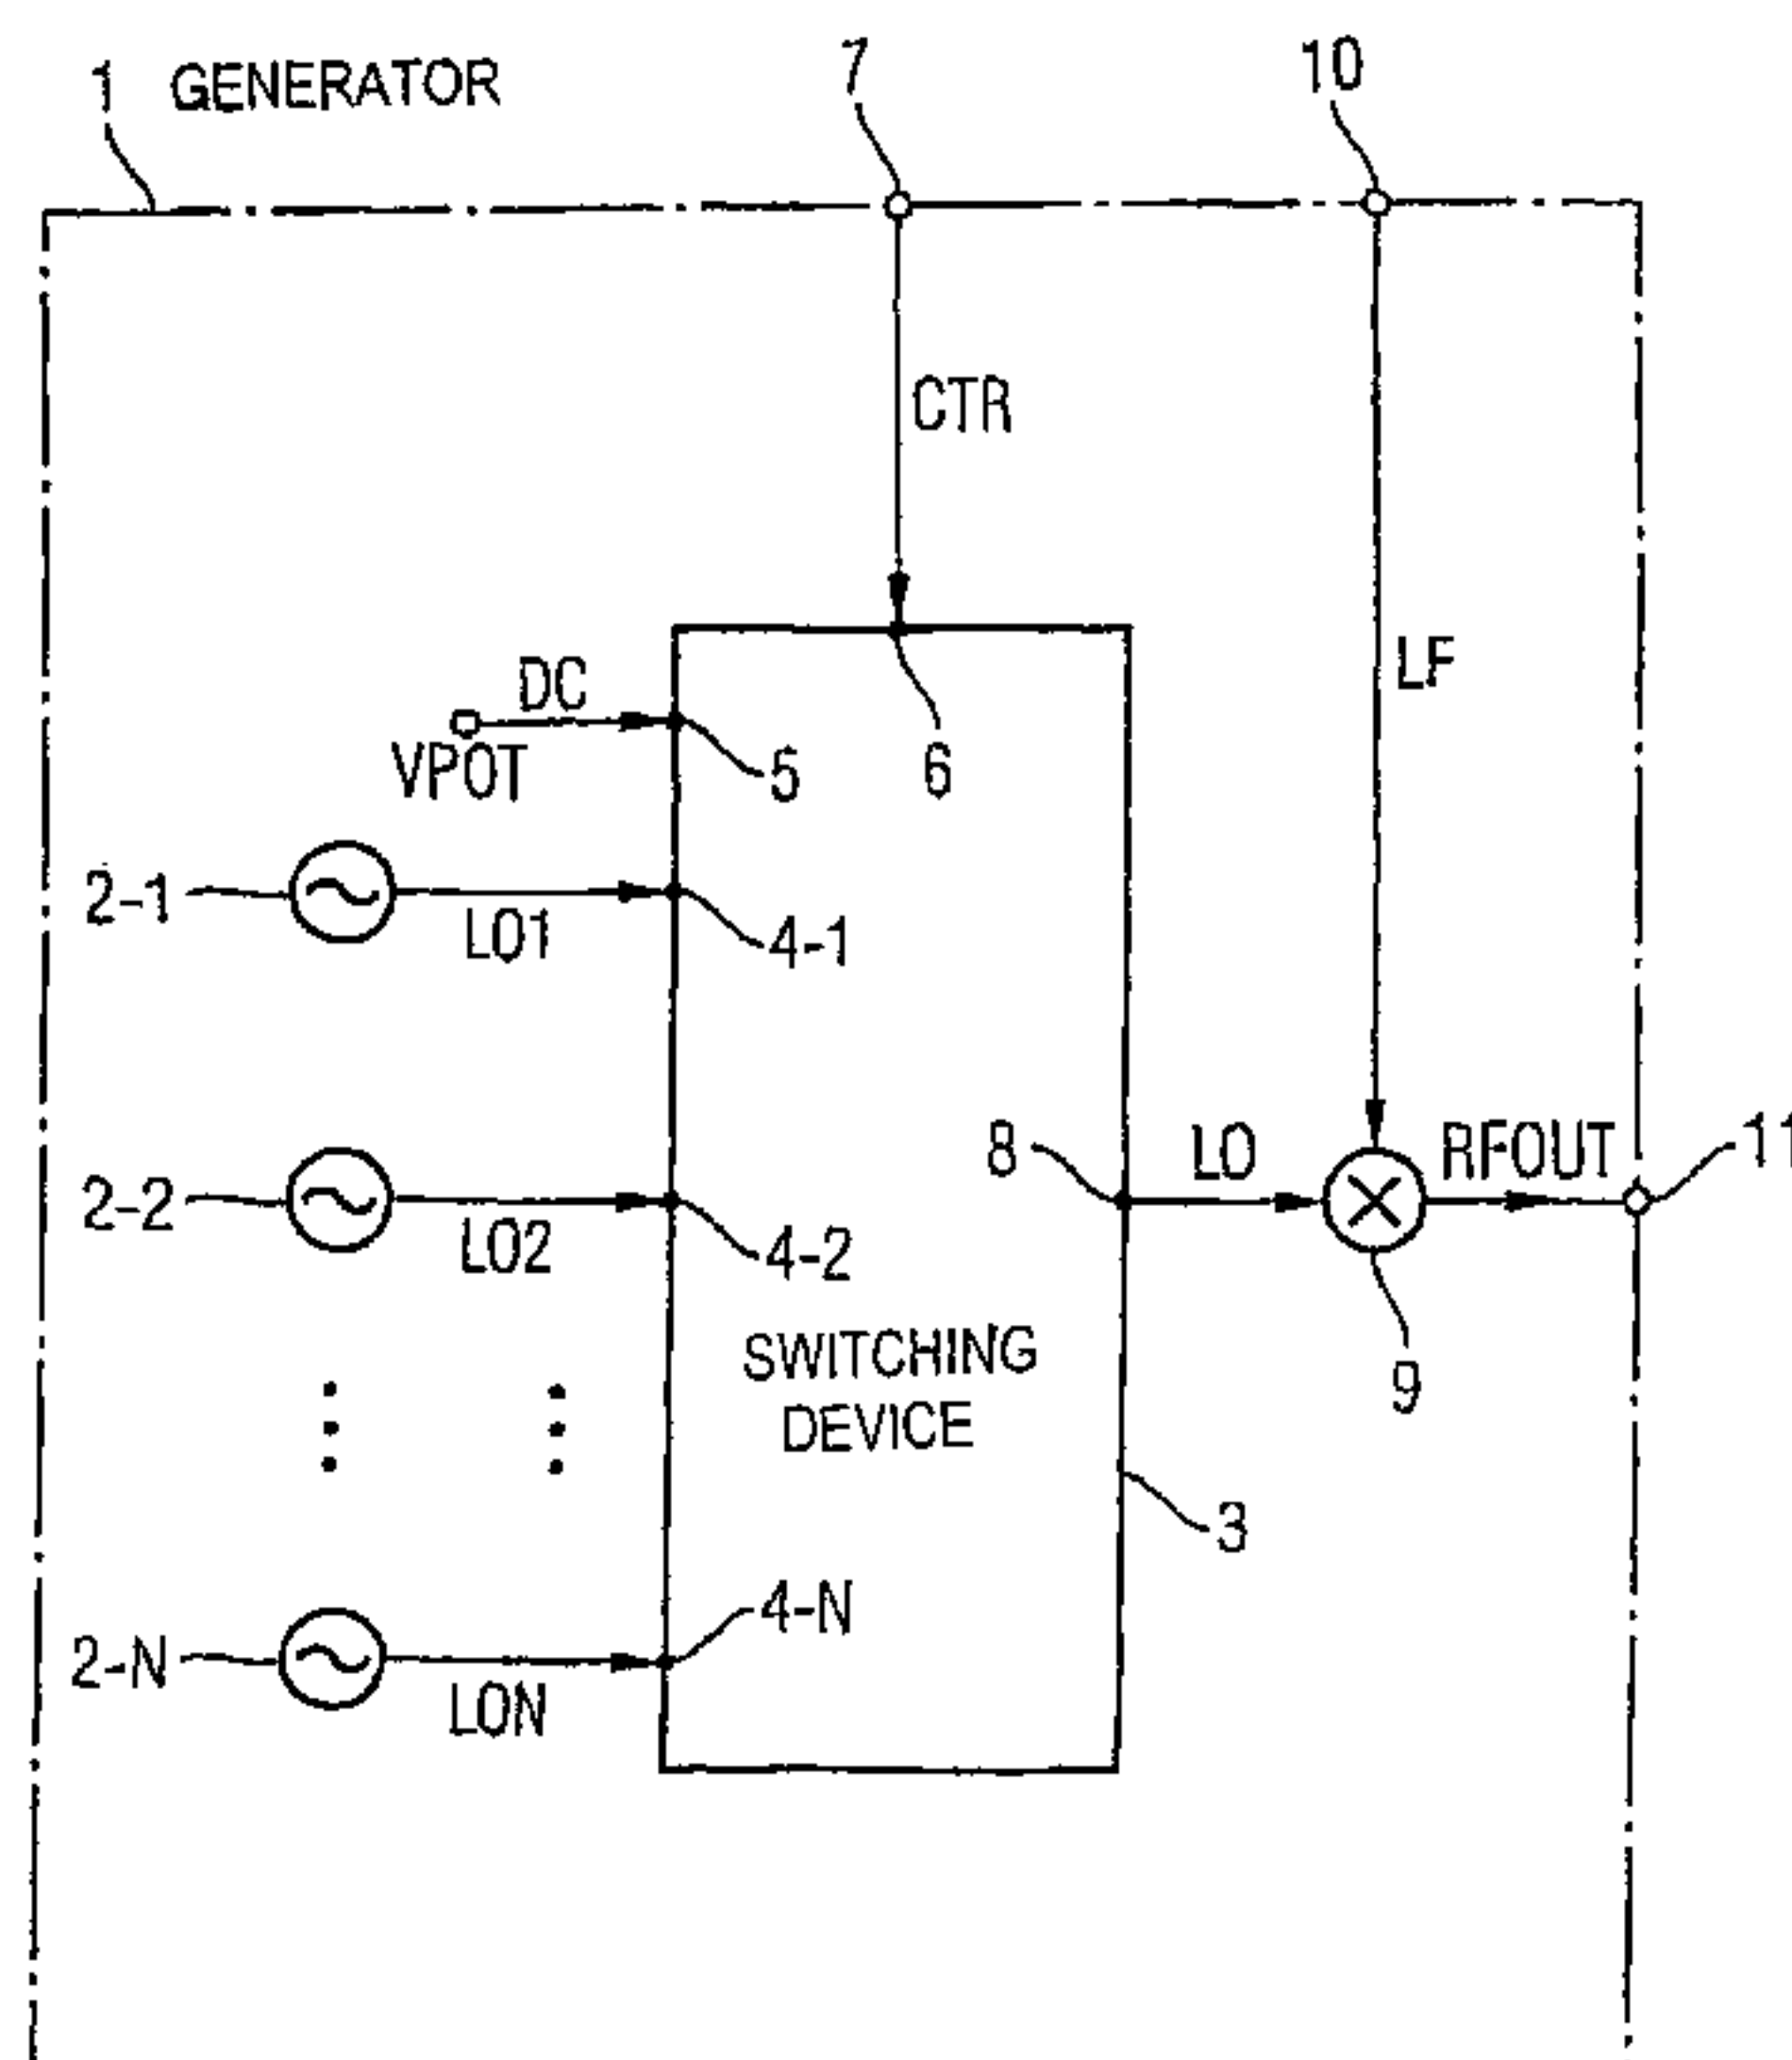 1 GENERATOR
7
10
CTR
LF
DC
VPOT
5
6
2-1
LO1
4-1
2-2
LO2
4-2
8
LO
RFOUT
11
9
SWITCHING
DEVICE
3
2-N
LON
4-N